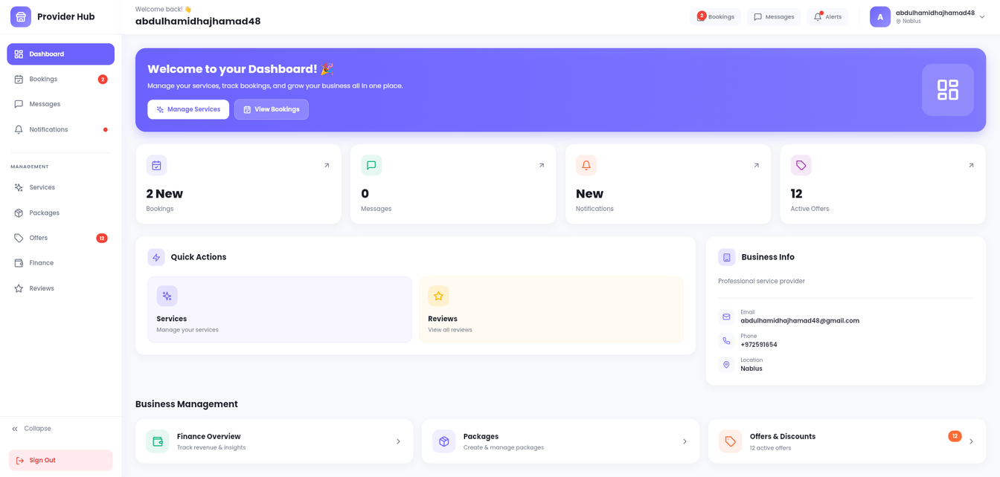 Provider Hub
Welcome back! 👋
abdulhamidhajhamad48
2
Bookings
Messages
Alerts
A
abdulhamidhajhamad48
Nablus
Dashboard
Bookings
2
Messages
Notifications
MANAGEMENT
Services
Packages
Offers
12
Finance
Reviews
Collapse
Sign Out
Welcome to your Dashboard! 🎉
Manage your services, track bookings, and grow your business all in one place.
Manage Services
View Bookings
2 New
Bookings
0
Messages
New
Notifications
12
Active Offers
Quick Actions
Services
Manage your services
Reviews
View all reviews
Business Info
Professional service provider
Email
abdulhamidhajhamad48@gmail.com
Phone
+972591654
Location
Nablus
Business Management
Finance Overview
Track revenue & insights
Packages
Create & manage packages
Offers & Discounts
12 active offers
12